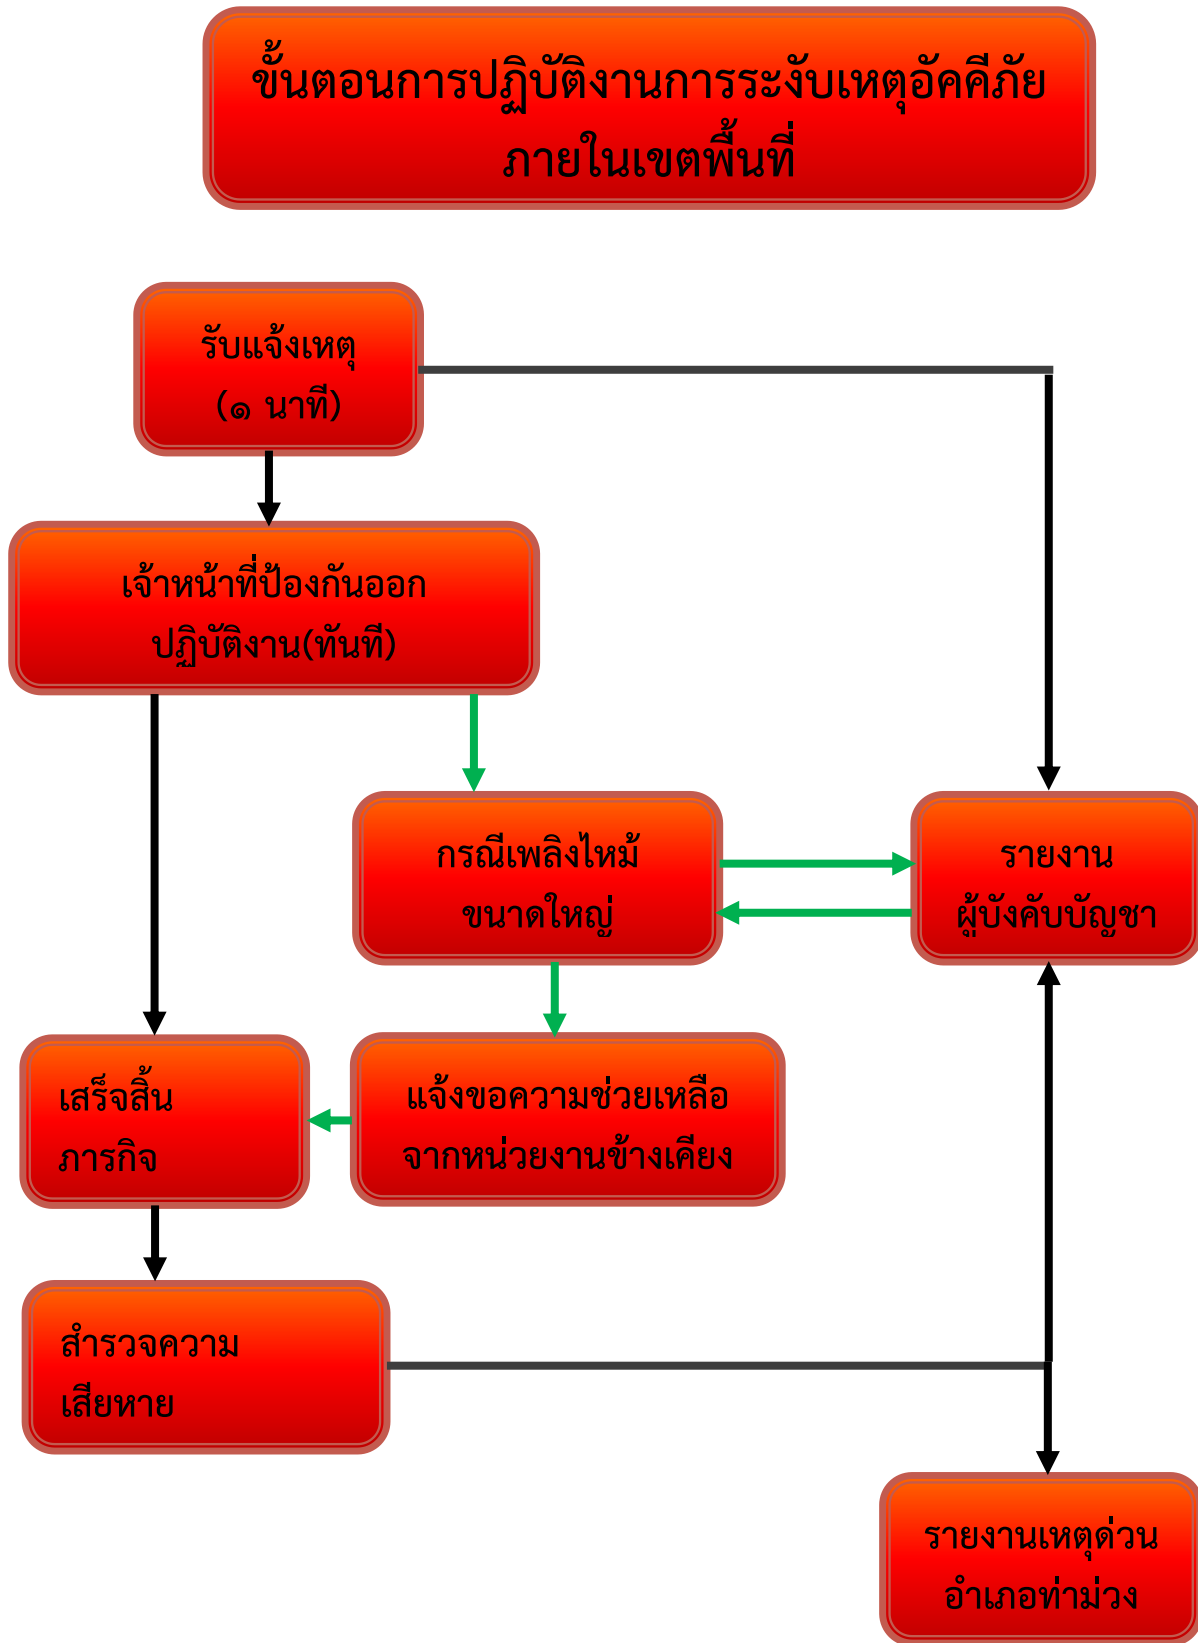 ขั้นตอนการปฏิบัติงานการระงับเหตุอัคคีภัย
ภายในเขตพื้นที่
รับแจ้งเหตุ
(๑ นาที)
เจ้าหน้าที่ป้องกันออก
ปฏิบัติงาน(ทันที)
กรณีเพลิงไหม้
ขนาดใหญ่
รายงาน
ผู้บังคับบัญชา
เสร็จสิ้น
ภารกิจ
แจ้งขอความช่วยเหลือ
จากหน่วยงานข้างเคียง
สำรวจความ
เสียหาย
รายงานเหตุด่วน
อำเภอท่าม่วง